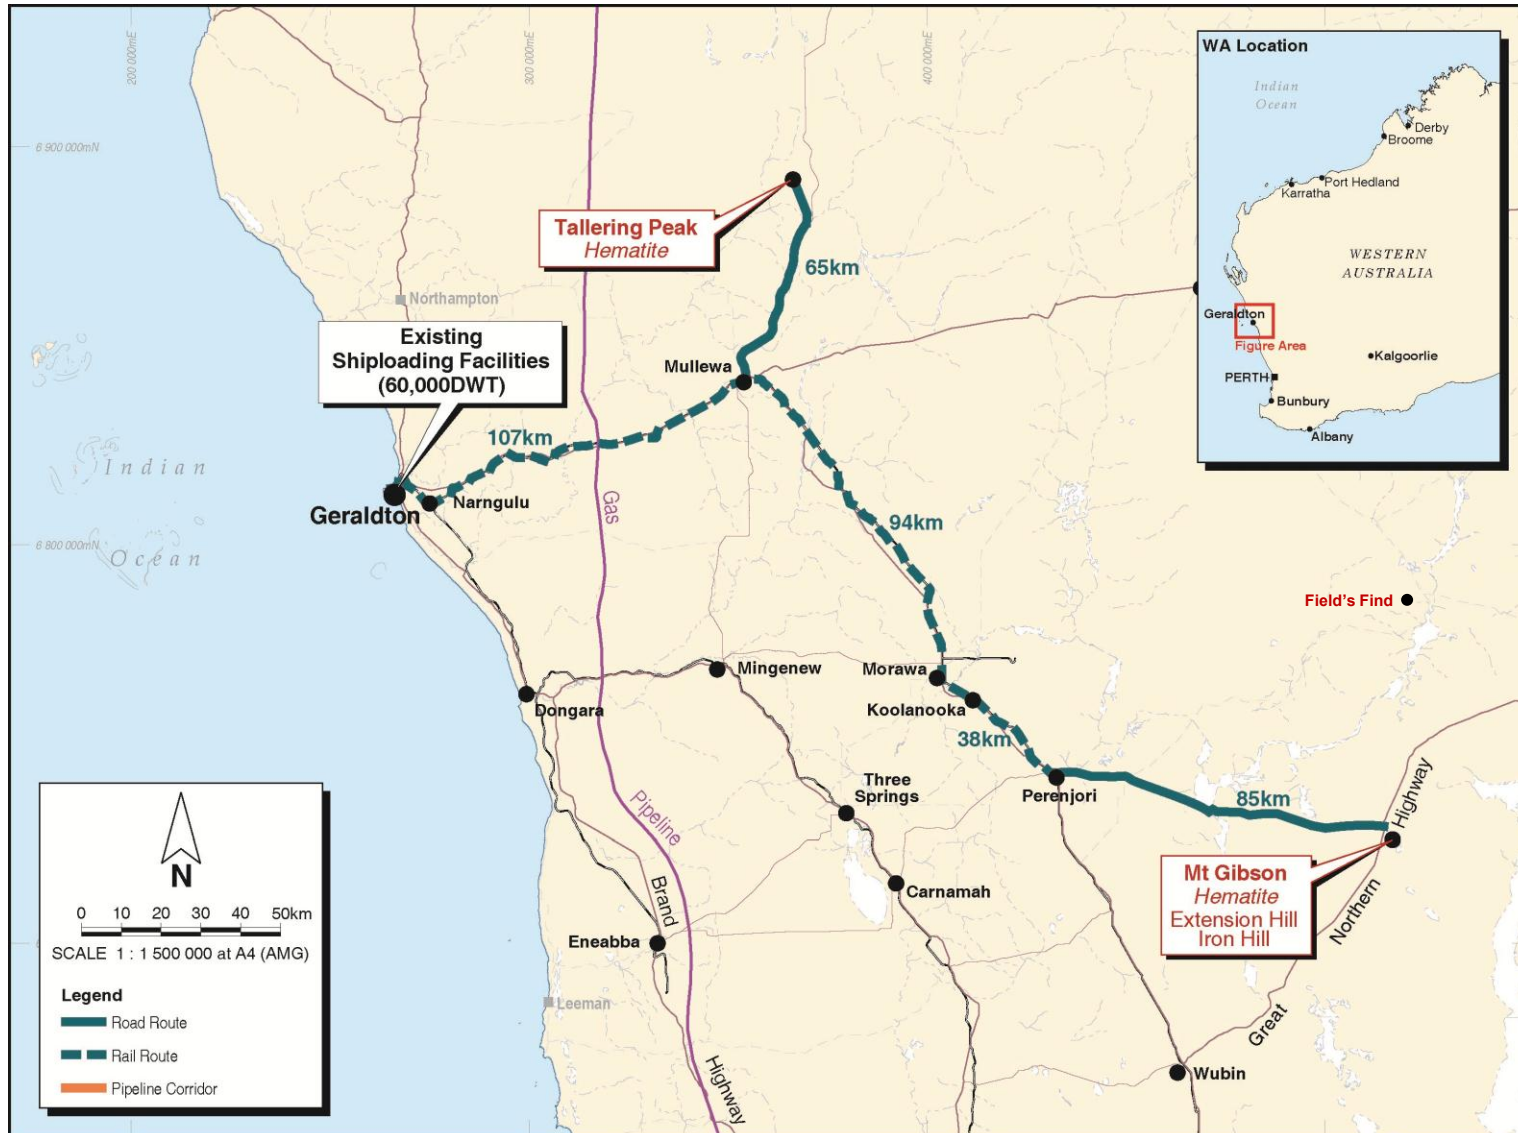 200 000mE
300 000mE
400 000mE
6 900 000mN
6 800 000mN
WA Location
Indian
Ocean
Derby
Broome
Port Hedland
Karratha
WESTERN
AUSTRALIA
Geraldton
Figure Area
Kalgoorlie
PERTH
Bunbury
Albany
Tallering Peak
Hematite
65km
Northampton
Existing
Shiploading Facilities
(60,000DWT)
Mullewa
107km
Indian
Ocean
Geraldton
Narngulu
Gas
94km
Field's Find
Mingenew
Morawa
Koolanooka
Dongara
38km
Three
Springs
Perenjori
85km
Highway
Pipeline
Mt Gibson
Hematite
Extension Hill
Iron Hill
Northern
Carnamah
Brand
Eneabba
Leeman
Great
Wubin
Highway
N
0 10 20 30 40 50km
SCALE 1 : 1 500 000 at A4 (AMG)
Legend
Road Route
Rail Route
Pipeline Corridor